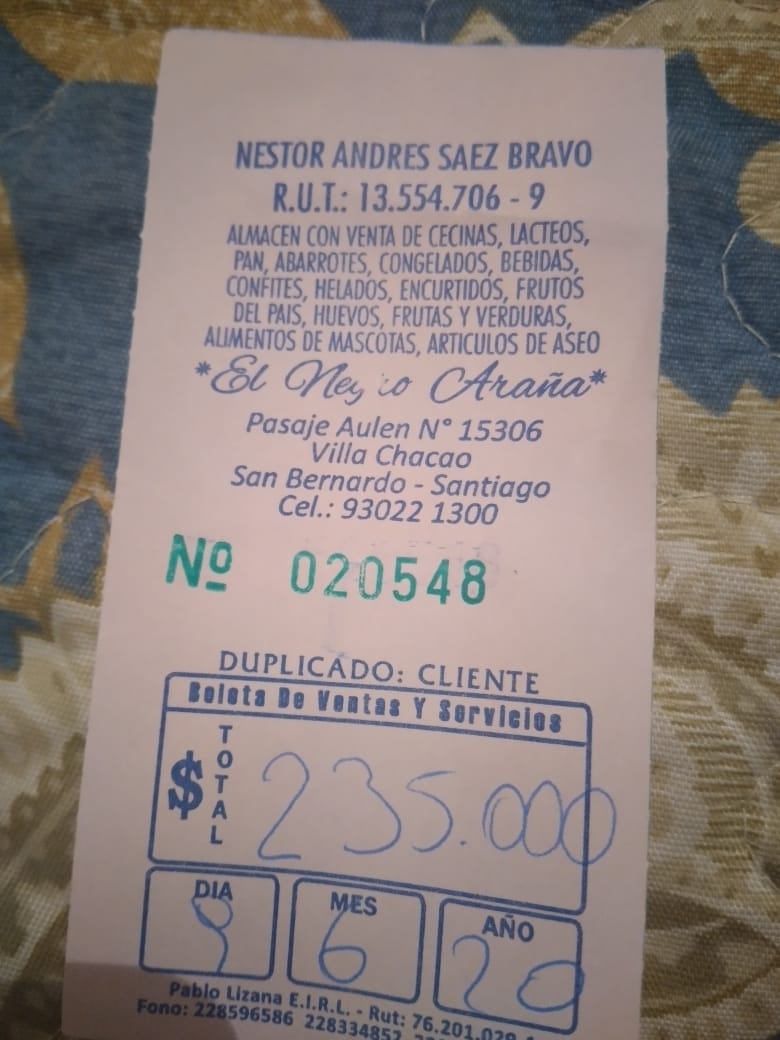 NESTOR ANDRES SAEZ BRAVO
R.U.T.: 13.554.706 - 9
ALMACEN CON VENTA DE CECINAS, LACTEOS,
PAN, ABARROTES, CONGELADOS, BEBIDAS,
CONFITES, HELADOS, ENCURTIDOS, FRUTOS
DEL PAIS, HUEVOS, FRUTAS Y VERDURAS,
ALIMENTOS DE MASCOTAS, ARTICULOS DE ASEO
*El Negro Araña*
Pasaje Aulen N° 15306
Villa Chacao
San Bernardo - Santiago
Cel.: 93022 1300
Nº 020548
DUPLICADO: CLIENTE
Boleta De Ventas Y Servicios
TOTAL $ 235.000
DIA MES AÑO
9 6 20
Pablo Lizana E.I.R.L. - Rut: 76.201.029
Fono: 228596586 228334852